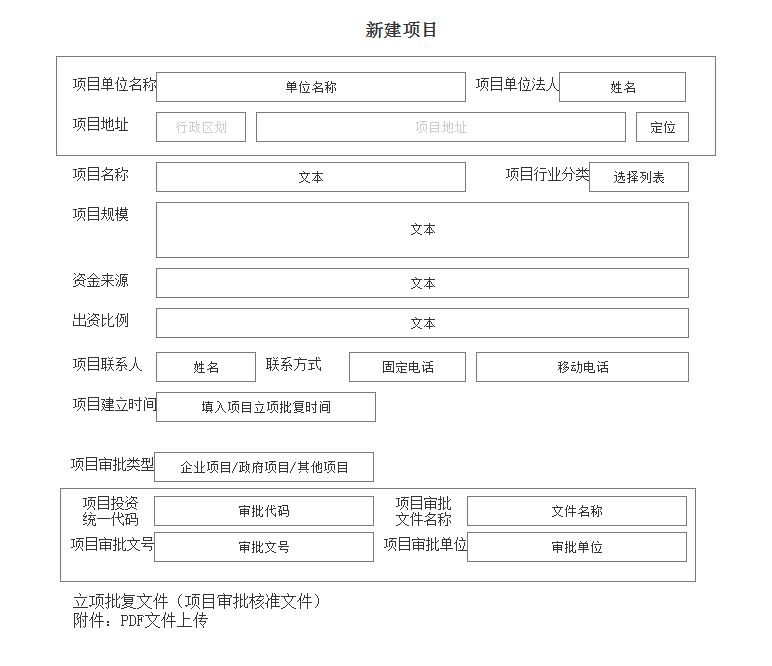 新建项目
项目单位名称 单位名称 项目单位法人 姓名
项目地址 行政区划 项目地址 定位
项目名称 文本 项目行业分类 选择列表
项目规模 文本
资金来源 文本
出资比例 文本
项目联系人 姓名 联系方式 固定电话 移动电话
项目建立时间 填入项目立项批复时间
项目审批类型 企业项目/政府项目/其他项目
项目投资
统一代码 审批代码 项目审批
文件名称 文件名称
项目审批文号 审批文号 项目审批单位 审批单位
立项批复文件（项目审批核准文件）
附件：PDF文件上传